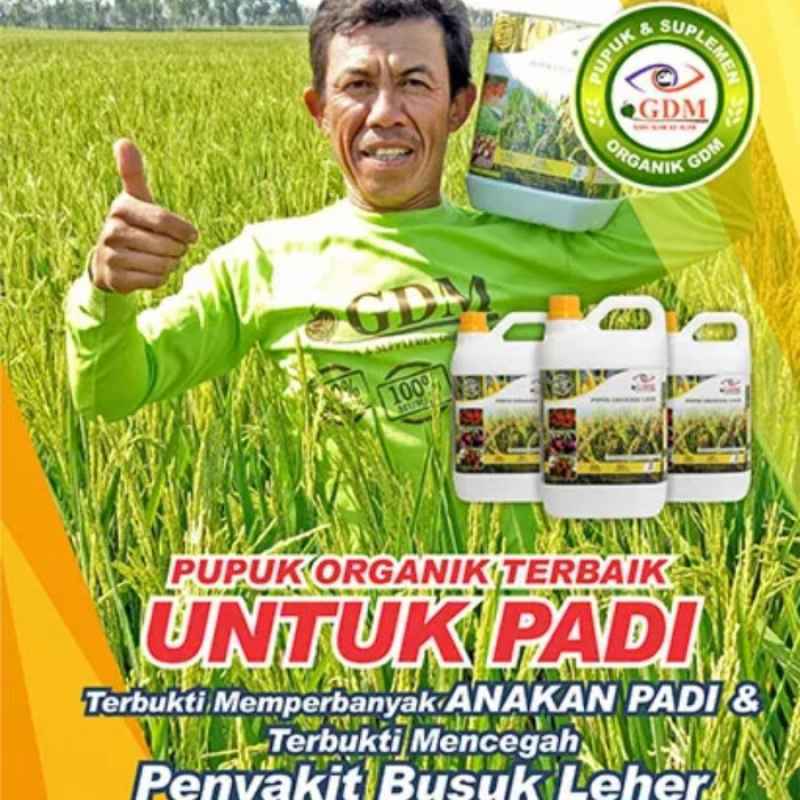 PUPUK & SUPLEMEN
GDM
ORGANIK GDM
GDM
100%
PUPUK ORGANIK TERBAIK
UNTUK PADI
Terbukti Memperbanyak ANAKAN PADI &
Terbukti Mencegah
Penyakit Busuk Leher